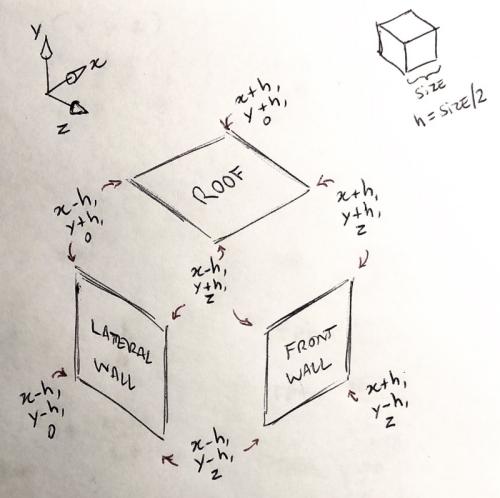 y
x
z
SIZE
h = SIZE/2
x+h,
y+h,
0
ROOF
x-h,
y+h,
0
x+h,
y+h,
z
x-h,
y+h,
z
LATERAL
WALL
FRONT
WALL
x-h,
y-h,
0
x+h,
y-h,
z
x-h,
y-h,
z